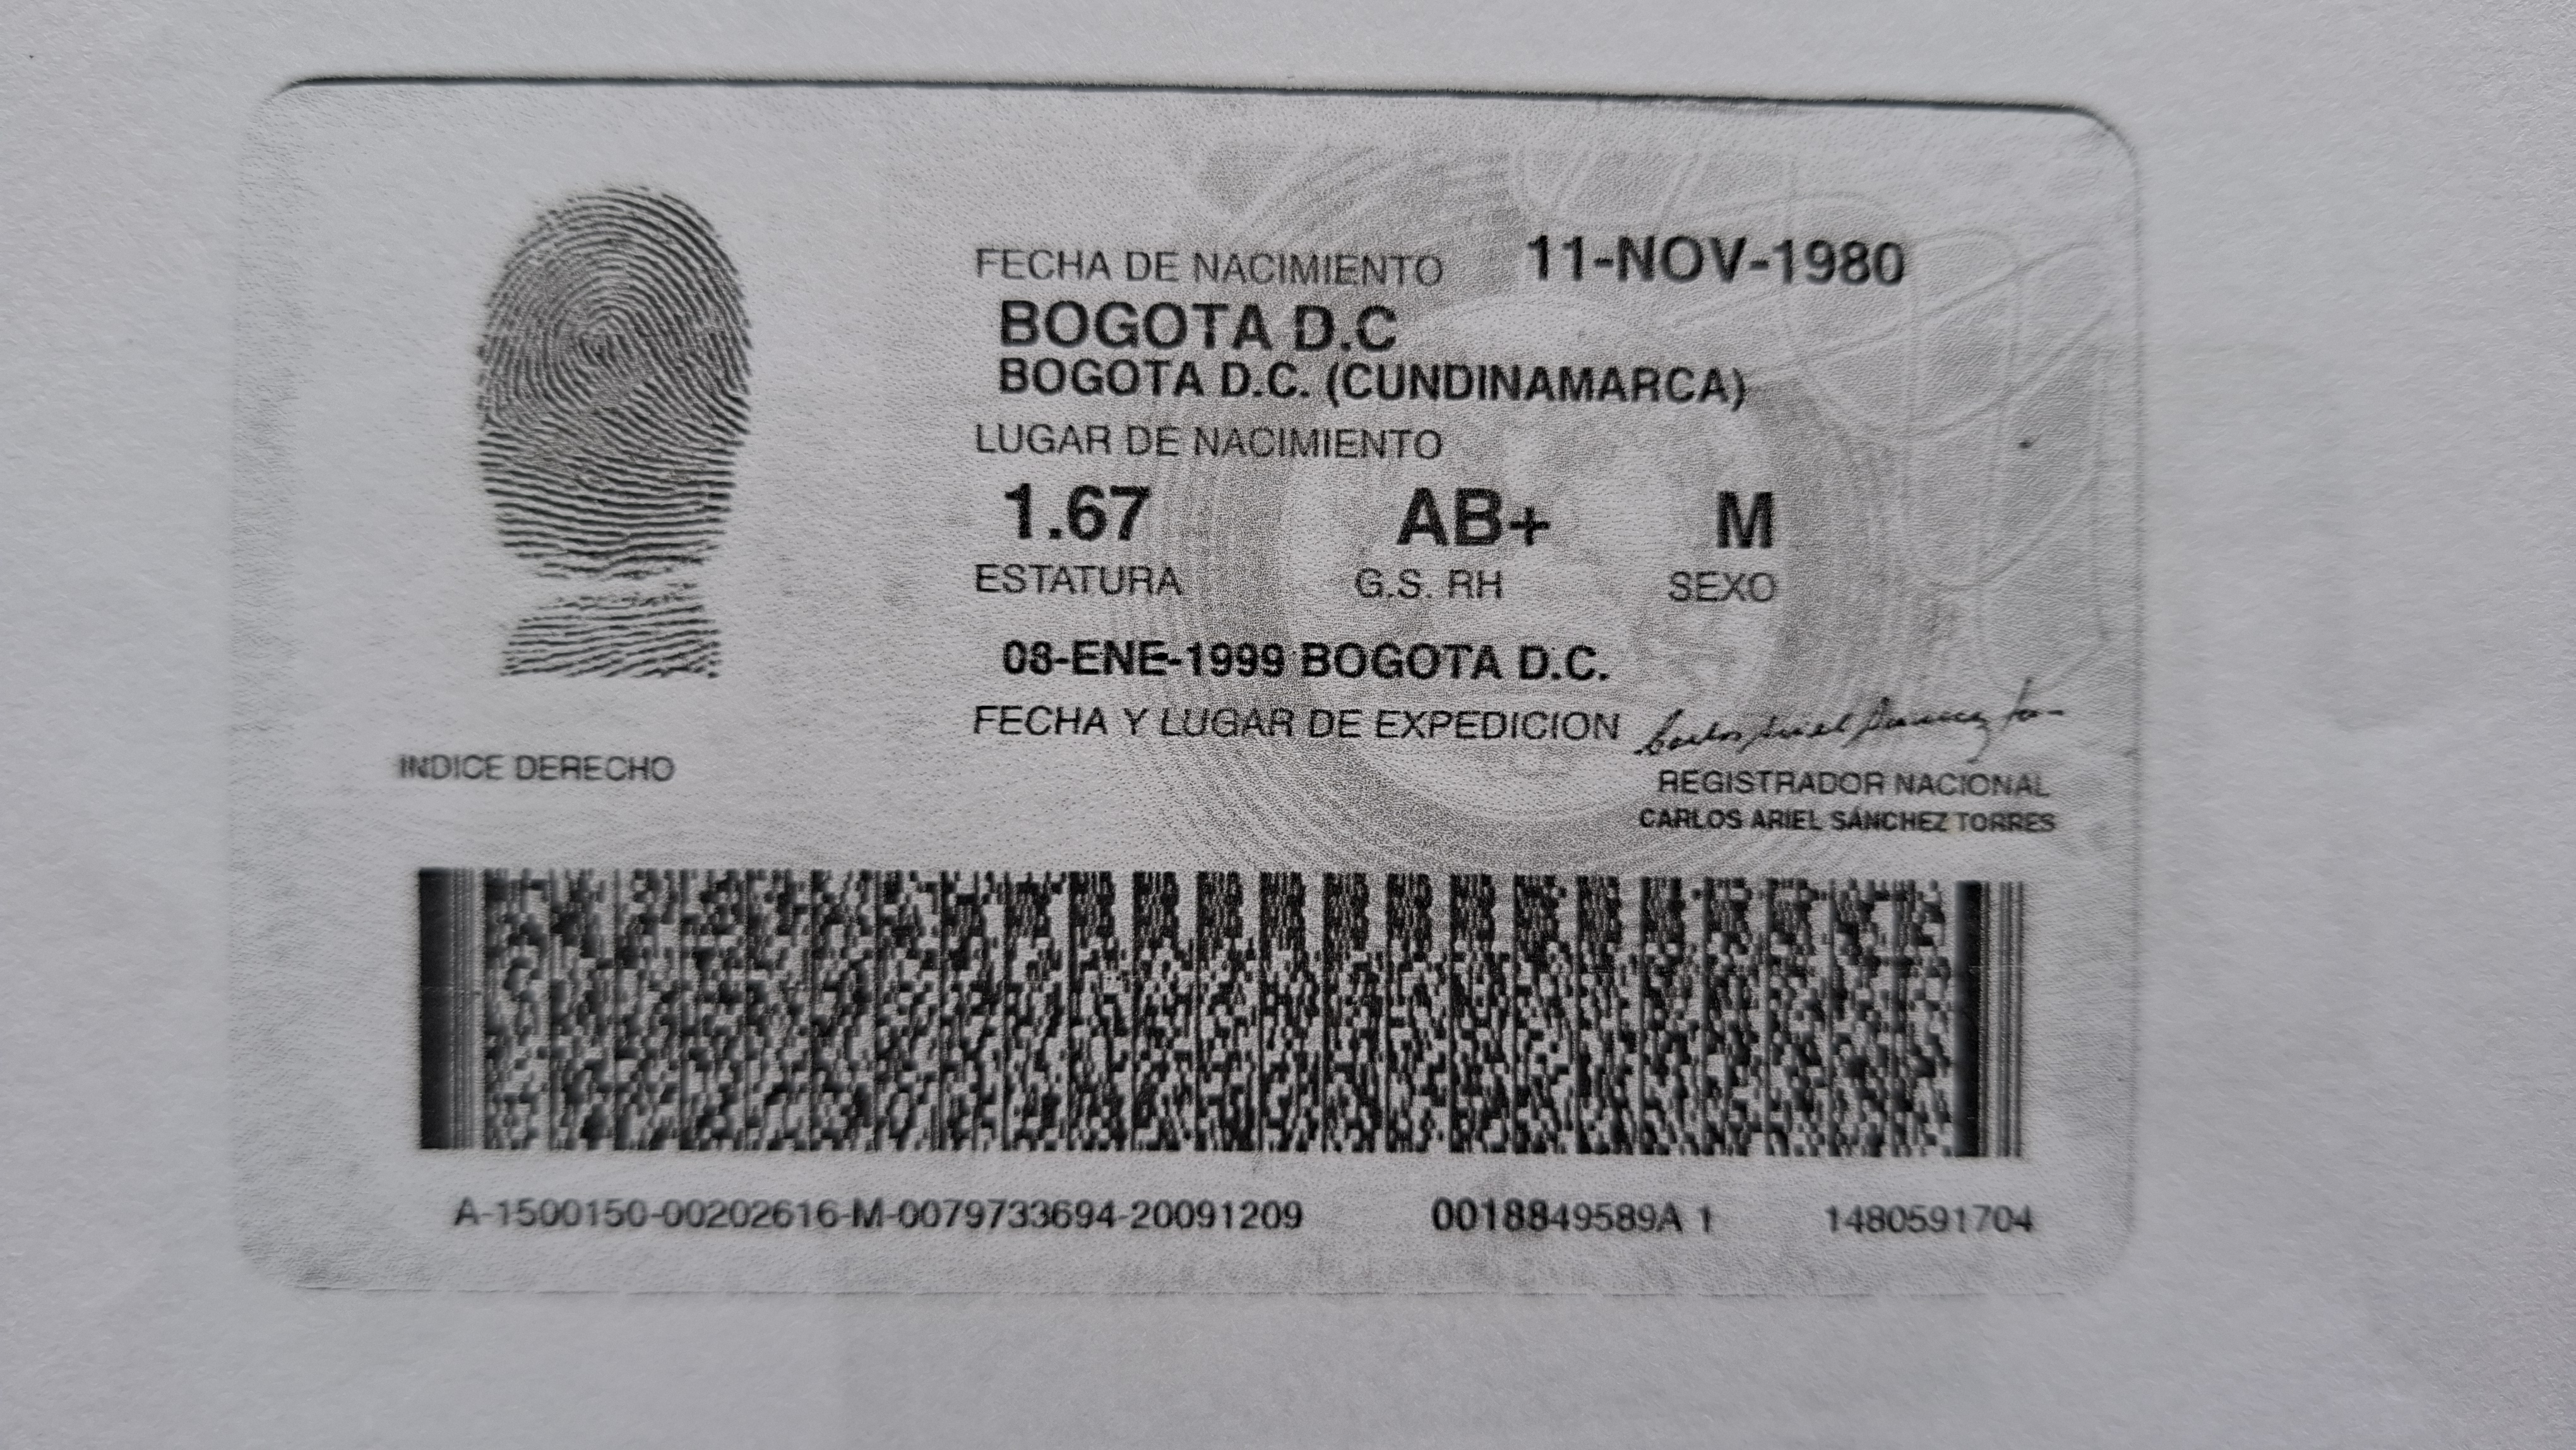 FECHA DE NACIMIENTO 11-NOV-1980
BOGOTA D.C
BOGOTA D.C. (CUNDINAMARCA)
LUGAR DE NACIMIENTO
1.67 AB+ M
ESTATURA G.S. RH SEXO
08-ENE-1999 BOGOTA D.C.
FECHA Y LUGAR DE EXPEDICION
INDICE DERECHO
REGISTRADOR NACIONAL
CARLOS ARIEL SÁNCHEZ TORRES
A-1500150-00202616-M-0079733694-20091209 0018849589A 1 1480591704